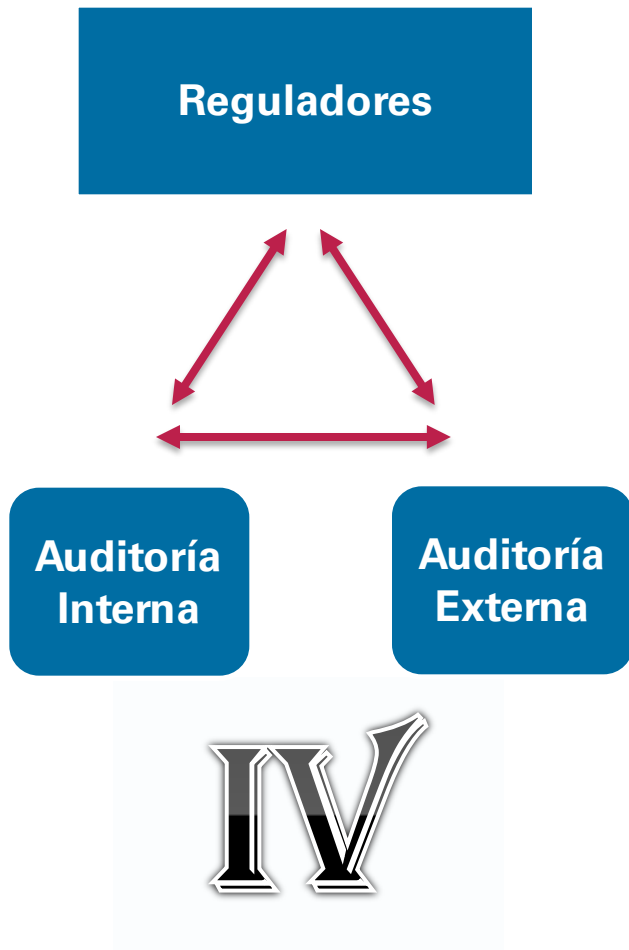 Reguladores
Auditoría
Interna
Auditoría
Externa
IV